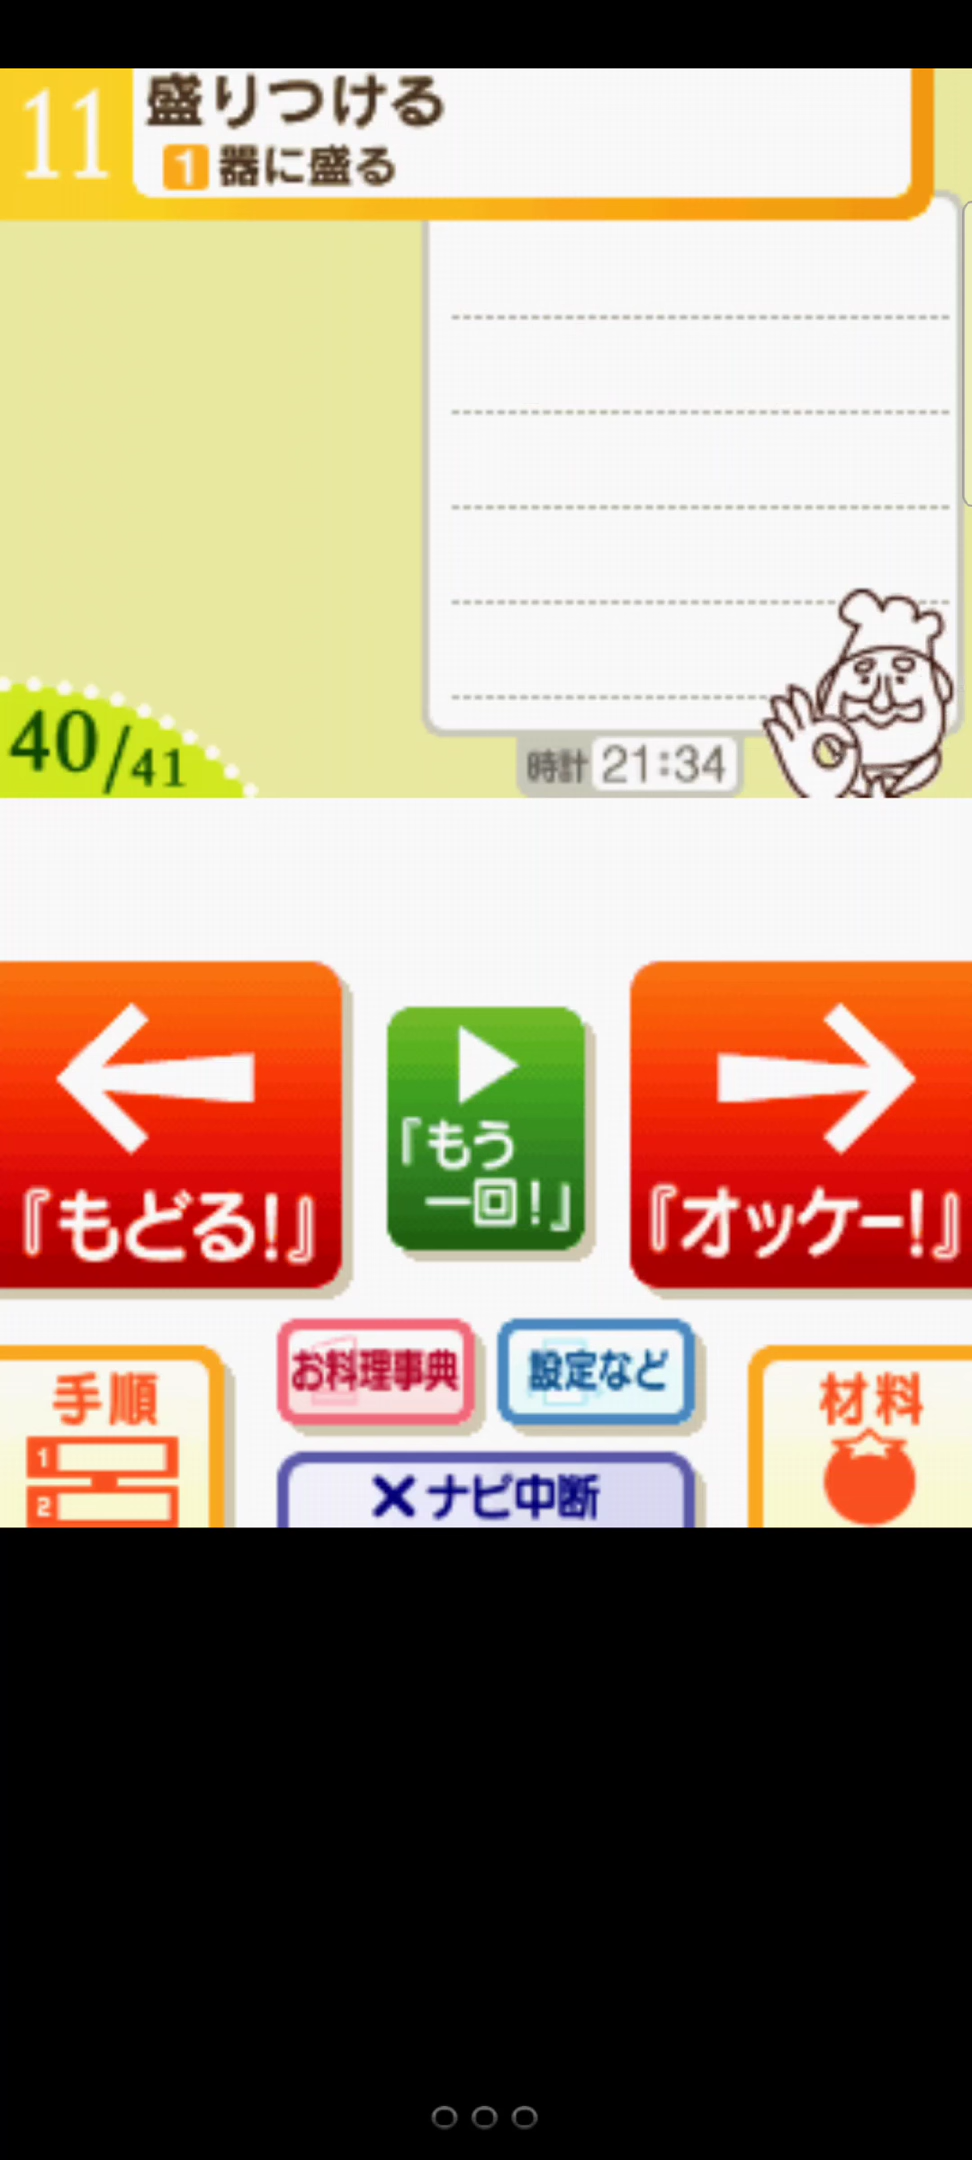 11
盛りつける
1 器に盛る
40/41
時計 21:34
『もどる!』
『もう
一回!』
『オッケー!』
お料理事典
設定など
手順
1
2
材料
×ナビ中断